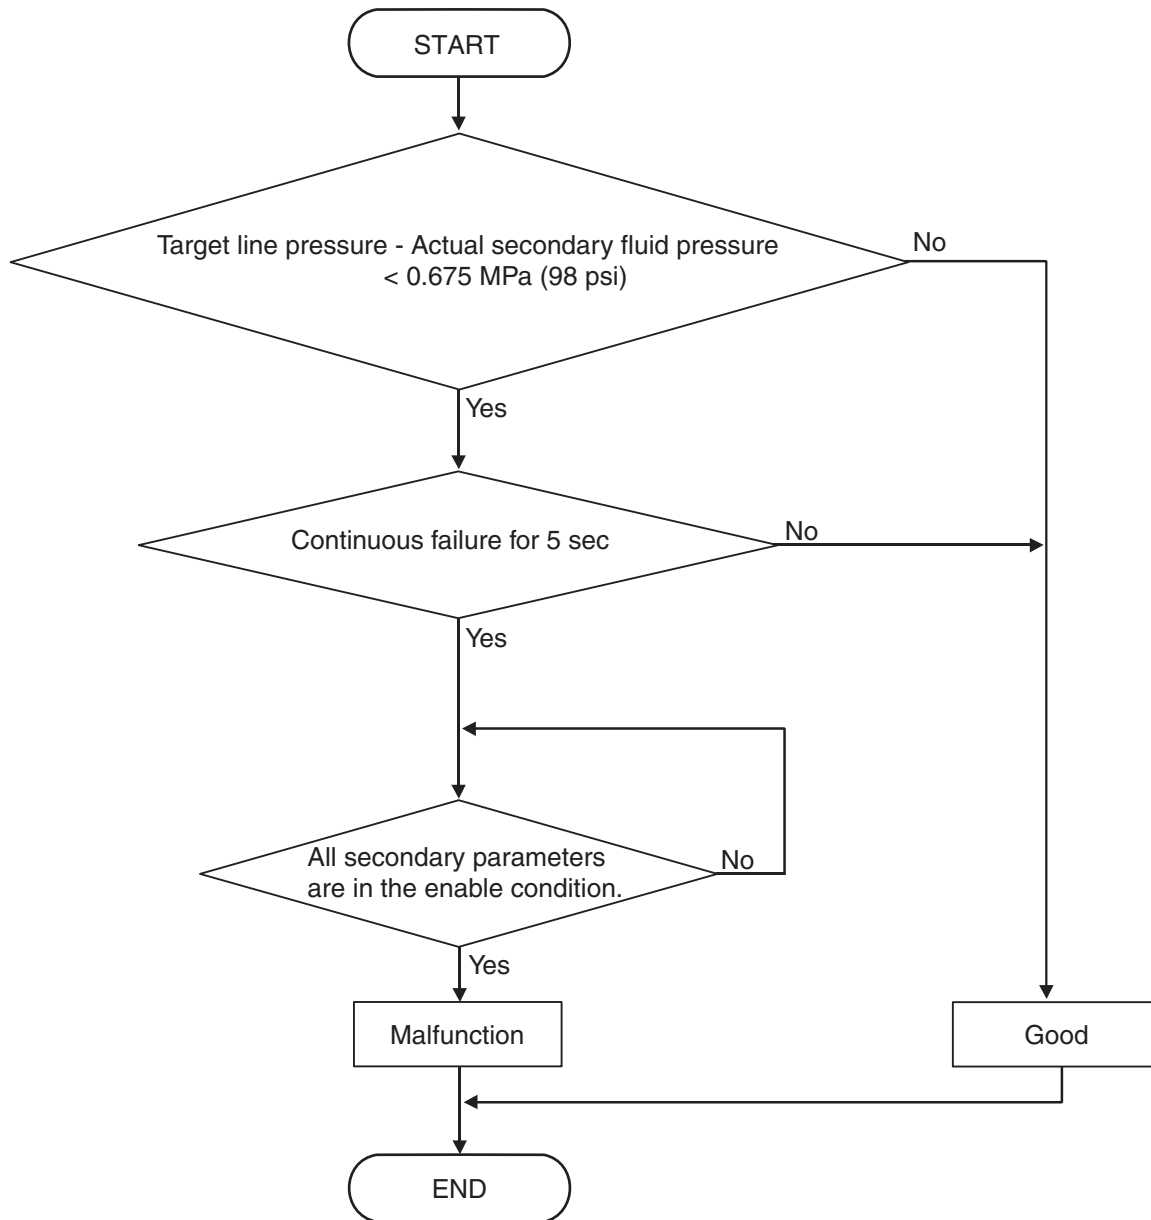 START
Target line pressure - Actual secondary fluid pressure
< 0.675 MPa (98 psi)
No
Yes
Continuous failure for 5 sec
No
Yes
All secondary parameters
are in the enable condition.
No
Yes
Malfunction
Good
END